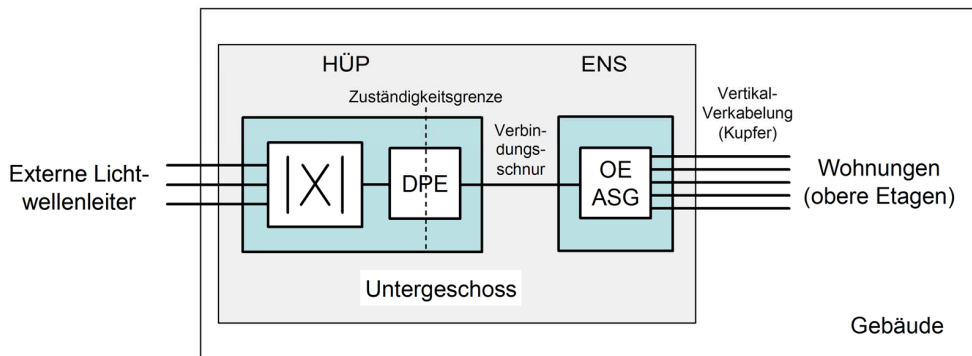 HÜP
ENS
Zuständigkeitsgrenze
Vertikal-
Verkabelung
(Kupfer)
Verbin-
dungs-
schnur
Externe Licht-
wellenleiter
DPE
OE
ASG
Wohnungen
(obere Etagen)
Untergeschoss
Gebäude